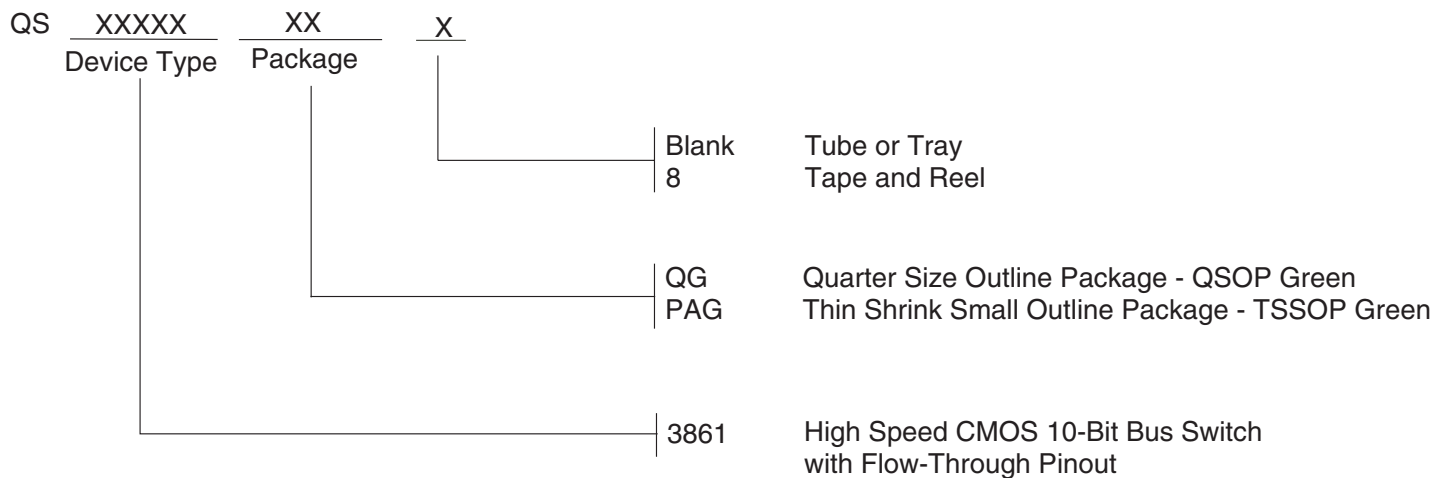 QS XXXXX XX X
Device Type Package
Blank Tube or Tray
8 Tape and Reel
QG Quarter Size Outline Package - QSOP Green
PAG Thin Shrink Small Outline Package - TSSOP Green
3861 High Speed CMOS 10-Bit Bus Switch
with Flow-Through Pinout